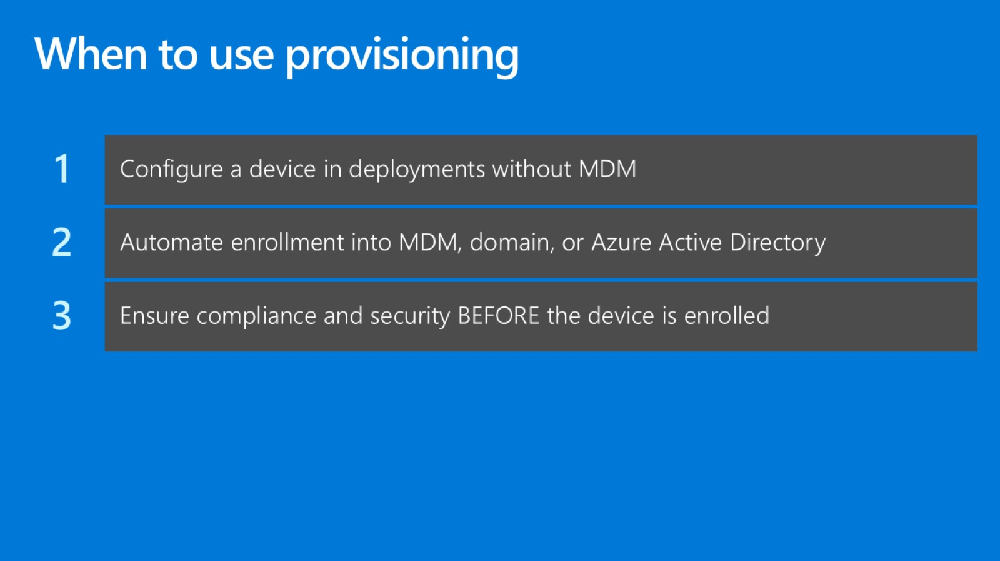 When to use provisioning
1 Configure a device in deployments without MDM
2 Automate enrollment into MDM, domain, or Azure Active Directory
3 Ensure compliance and security BEFORE the device is enrolled